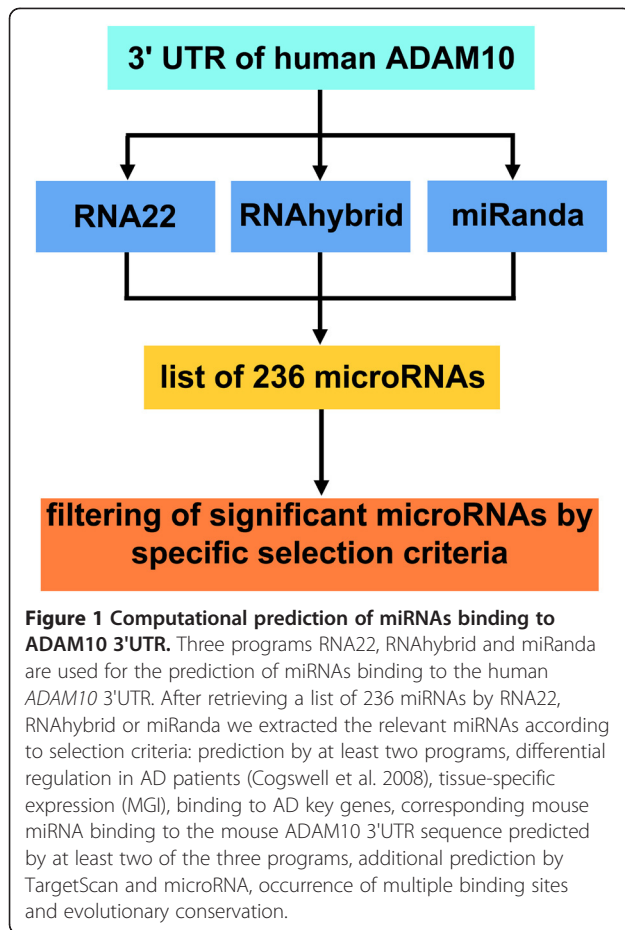 3' UTR of human ADAM10
RNA22
RNAhybrid
miRanda
list of 236 microRNAs
filtering of significant microRNAs by
specific selection criteria
Figure 1 Computational prediction of miRNAs binding to
ADAM10 3'UTR. Three programs RNA22, RNAhybrid and miRanda
are used for the prediction of miRNAs binding to the human
ADAM10 3'UTR. After retrieving a list of 236 miRNAs by RNA22,
RNAhybrid or miRanda we extracted the relevant miRNAs according
to selection criteria: prediction by at least two programs, differential
regulation in AD patients (Cogswell et al. 2008), tissue-specific
expression (MGI), binding to AD key genes, corresponding mouse
miRNA binding to the mouse ADAM10 3'UTR sequence predicted
by at least two of the three programs, additional prediction by
TargetScan and microRNA, occurrence of multiple binding sites
and evolutionary conservation.